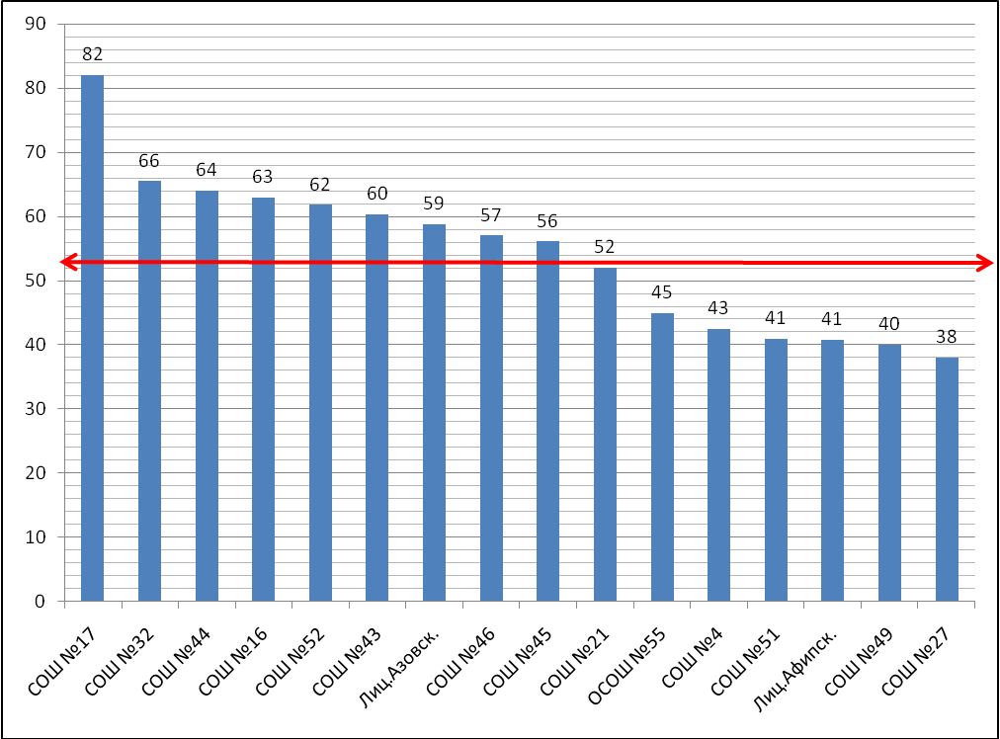 90
80
70
60
50
40
30
20
10
0
82
66
64
63
62
60
59
57
56
52
45
43
41
41
40
38
СОШ №17
СОШ №32
СОШ №44
СОШ №16
СОШ №52
СОШ №43
Лиц.Азовск.
СОШ №46
СОШ №45
СОШ №21
ОСОШ №55
СОШ №4
СОШ №51
Лиц.Афипск.
СОШ №49
СОШ №27